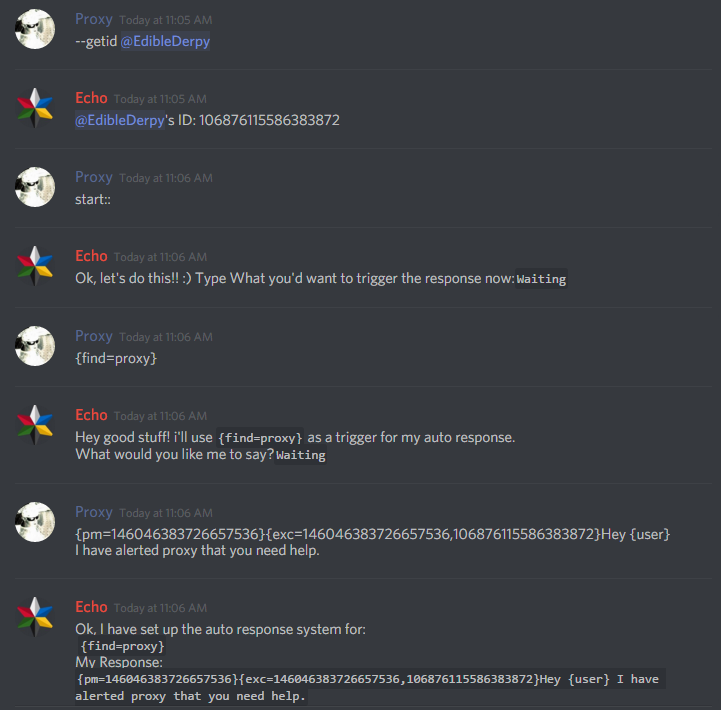 Proxy Today at 11:05 AM
--getid @EdibleDerpy
Echo Today at 11:05 AM
@EdibleDerpy's ID: 106876115586383872
Proxy Today at 11:06 AM
start::
Echo Today at 11:06 AM
Ok, let's do this!! :) Type What you'd want to trigger the response now: Waiting
Proxy Today at 11:06 AM
{find=proxy}
Echo Today at 11:06 AM
Hey good stuff! i'll use {find=proxy} as a trigger for my auto response.
What would you like me to say? Waiting
Proxy Today at 11:06 AM
{pm=146046383726657536}{exc=146046383726657536,106876115586383872}Hey {user}
I have alerted proxy that you need help.
Echo Today at 11:06 AM
Ok, I have set up the auto response system for:
{find=proxy}
My Response:
{pm=146046383726657536}{exc=146046383726657536,106876115586383872}Hey {user} I have
alerted proxy that you need help.